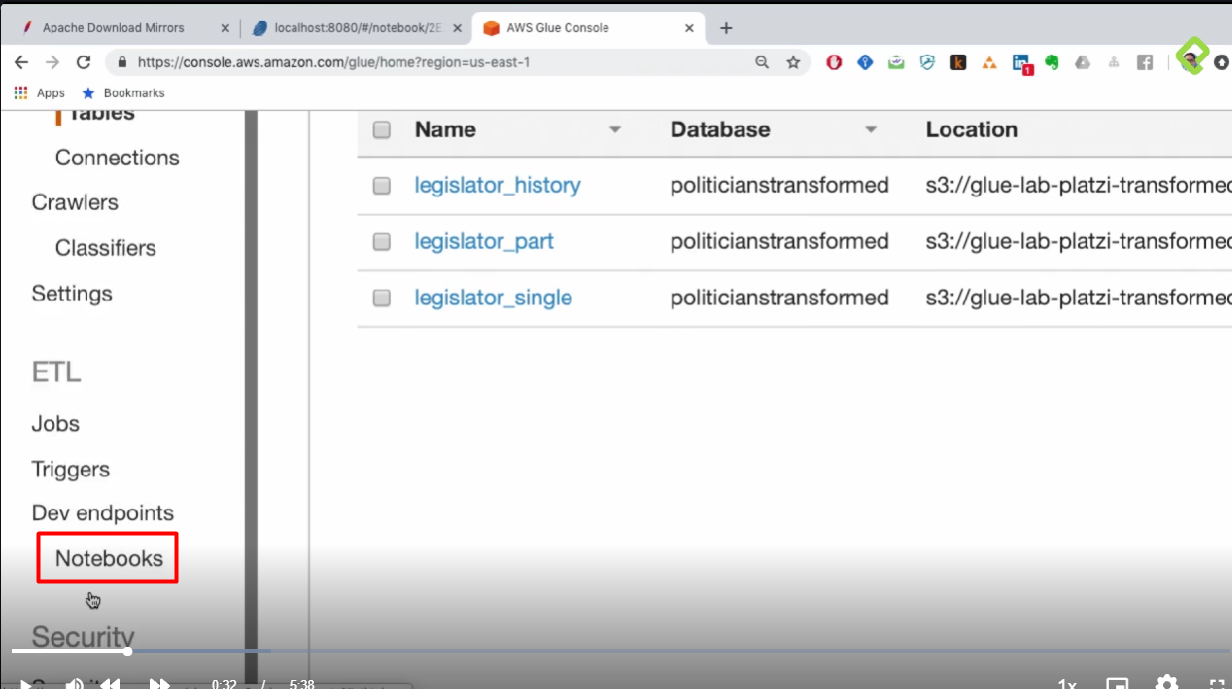 Apache Download Mirrors
localhost:8080/#/notebook/2E
AWS Glue Console
https://console.aws.amazon.com/glue/home?region=us-east-1
1
Apps Bookmarks
Tables
Connections
Crawlers
Classifiers
Settings
ETL
Jobs
Triggers
Dev endpoints
Notebooks
Security
Name Database Location
legislator_history politicianstransformed s3://glue-lab-platzi-transformed
legislator_part politicianstransformed s3://glue-lab-platzi-transformed
legislator_single politicianstransformed s3://glue-lab-platzi-transformed
0:32 / 5:38 1x